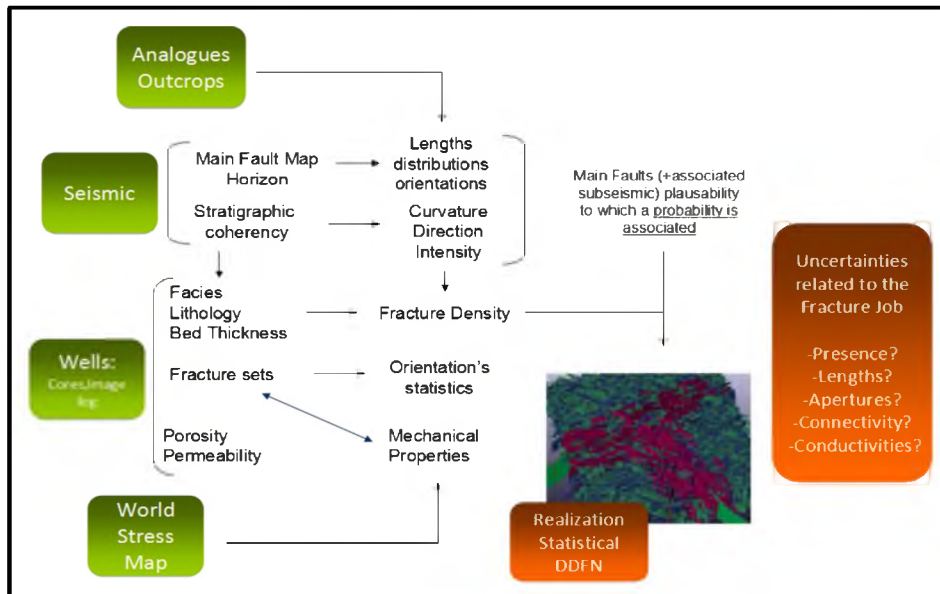 Analogues
Outcrops
Seismic
Main Fault Map
Horizon
Lengths
distributions
orientations
Stratigraphic
coherency
Curvature
Direction
Intensity
Main Faults (+associated
subseismic) plausability
to which a probability is
associated
Wells:
Cores,Image
log
Facies
Lithology
Bed Thickness
Fracture Density
Fracture sets
Orientation's
statistics
Porosity
Permeability
Mechanical
Properties
World
Stress
Map
Realization
Statistical
DDFN
Uncertainties
related to the
Fracture Job
-Presence?
-Lengths?
-Apertures?
-Connectivity?
-Conductivities?